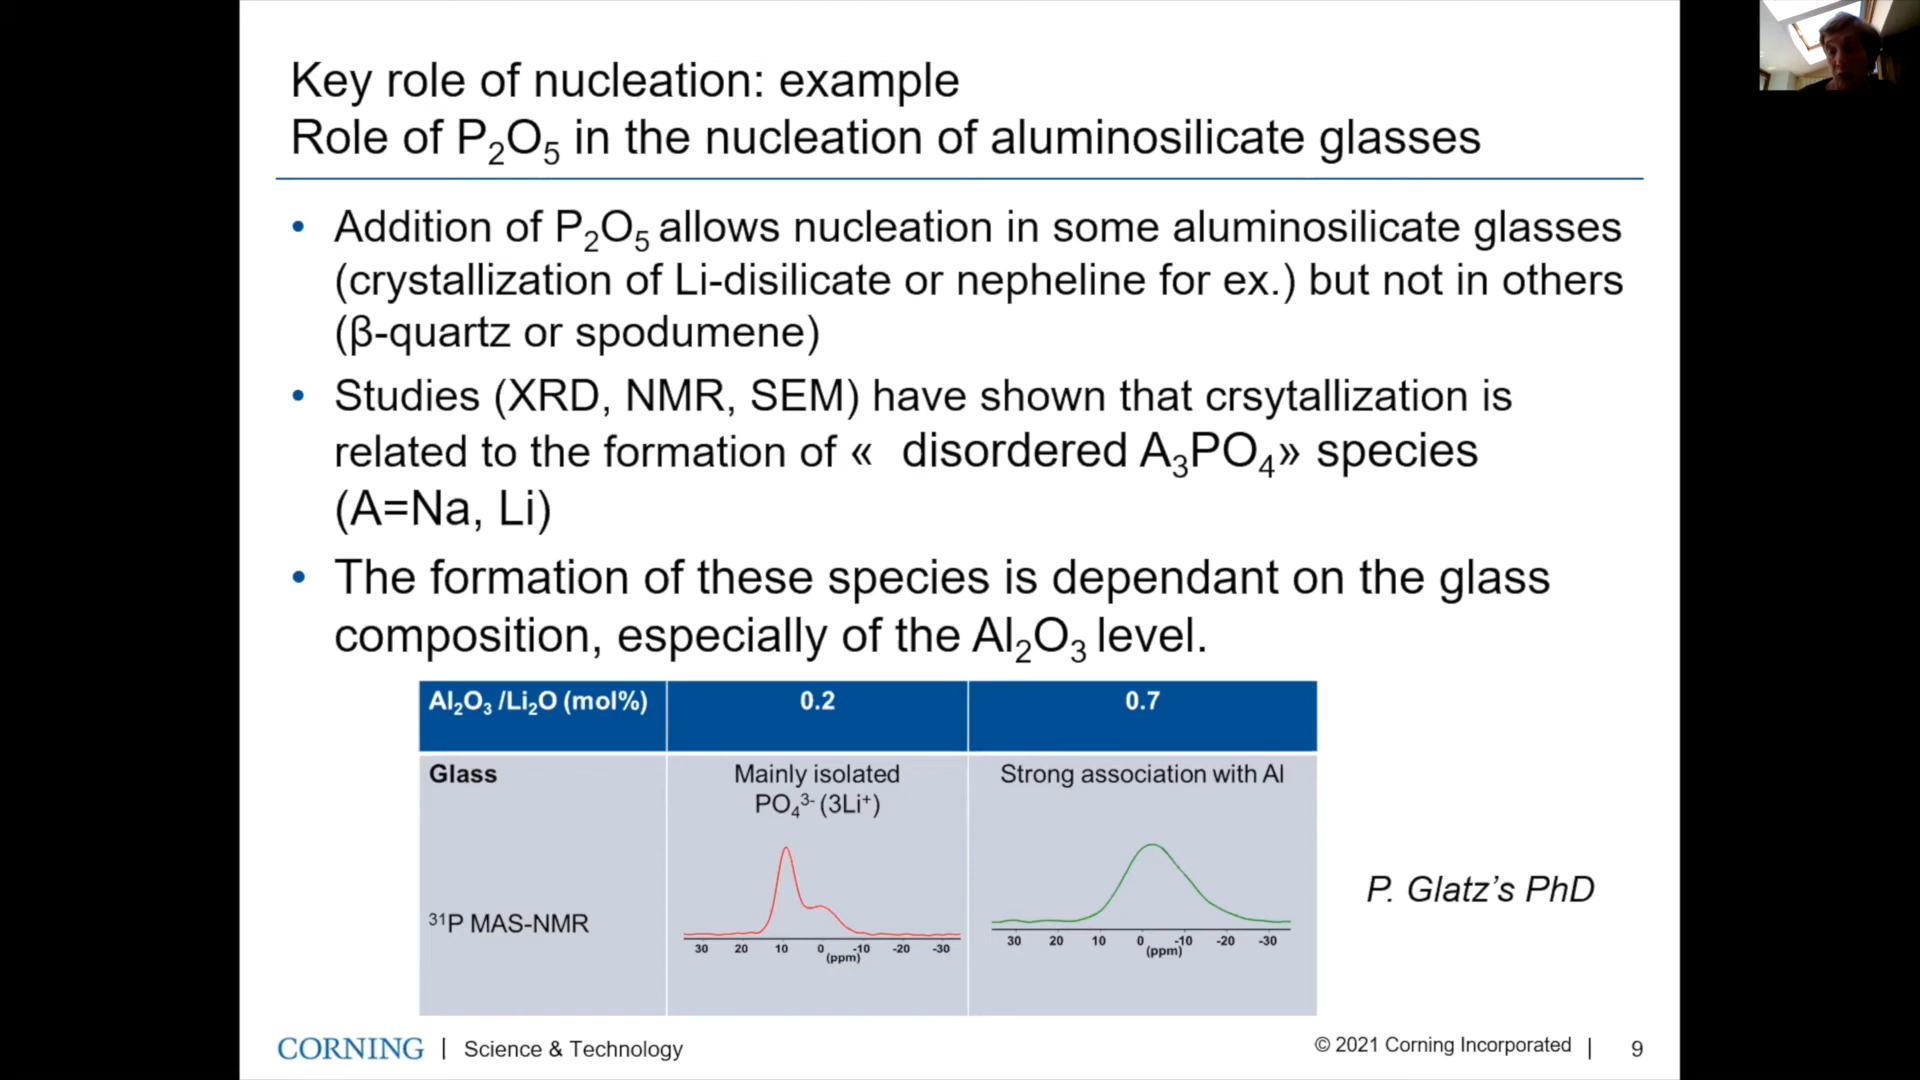 Key role of nucleation: example
Role of P₂O₅ in the nucleation of aluminosilicate glasses
• Addition of P₂O₅ allows nucleation in some aluminosilicate glasses
(crystallization of Li-disilicate or nepheline for ex.) but not in others
(β-quartz or spodumene)
• Studies (XRD, NMR, SEM) have shown that crsytallization is
related to the formation of « disordered A₃PO₄» species
(A=Na, Li)
• The formation of these species is dependant on the glass
composition, especially of the Al₂O₃ level.
Al₂O₃ /Li₂O (mol%) 0.2 0.7
Glass Mainly isolated Strong association with Al
PO₄³⁻ (3Li⁺)
³¹P MAS-NMR
30 20 10 0 -10 -20 -30
(ppm)
30 20 10 0 -10 -20 -30
(ppm)
P. Glatz’s PhD
CORNING | Science & Technology
© 2021 Corning Incorporated | 9